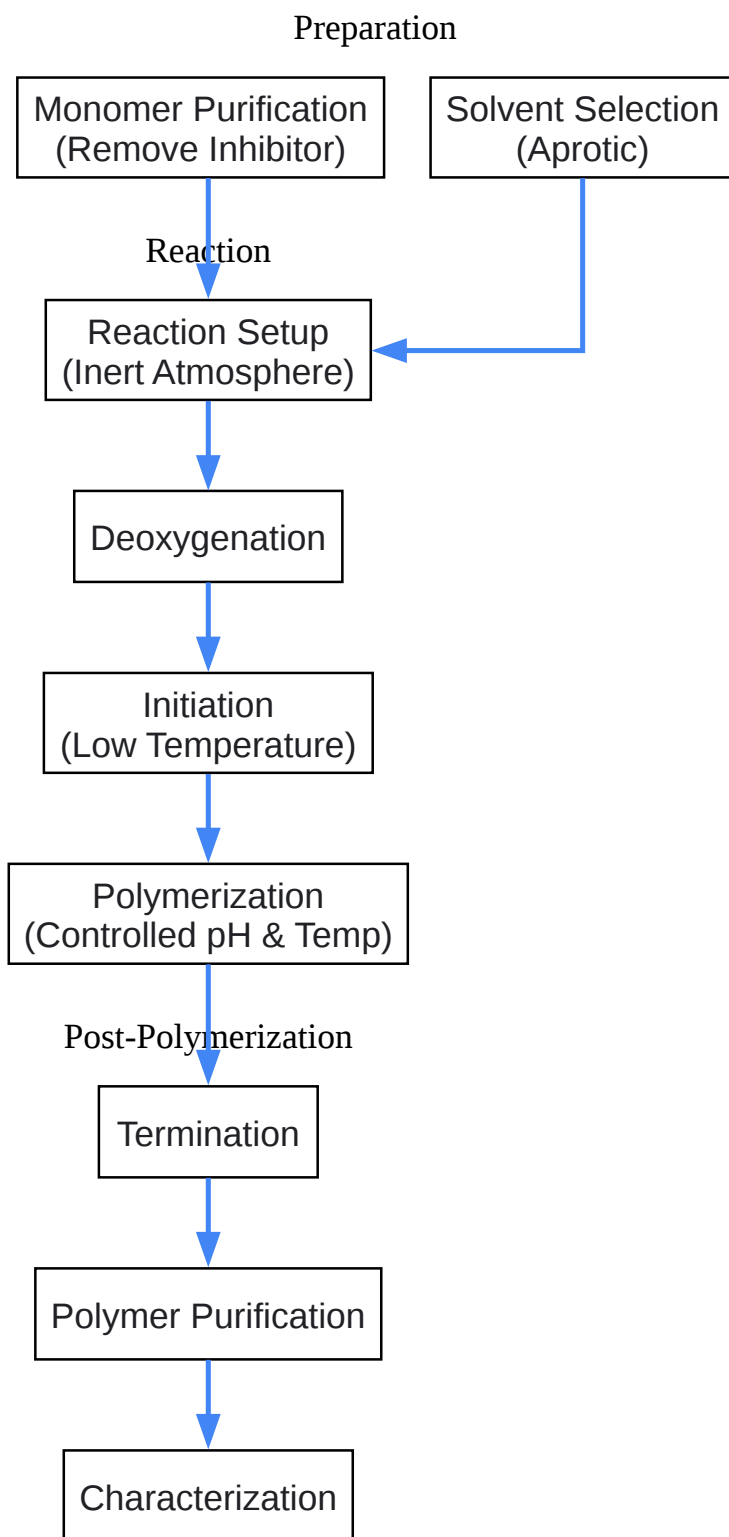 Preparation
Monomer Purification
(Remove Inhibitor)
Solvent Selection
(Aprotic)
Reaction
Reaction Setup
(Inert Atmosphere)
Deoxygenation
Initiation
(Low Temperature)
Polymerization
(Controlled pH & Temp)
Post-Polymerization
Termination
Polymer Purification
Characterization